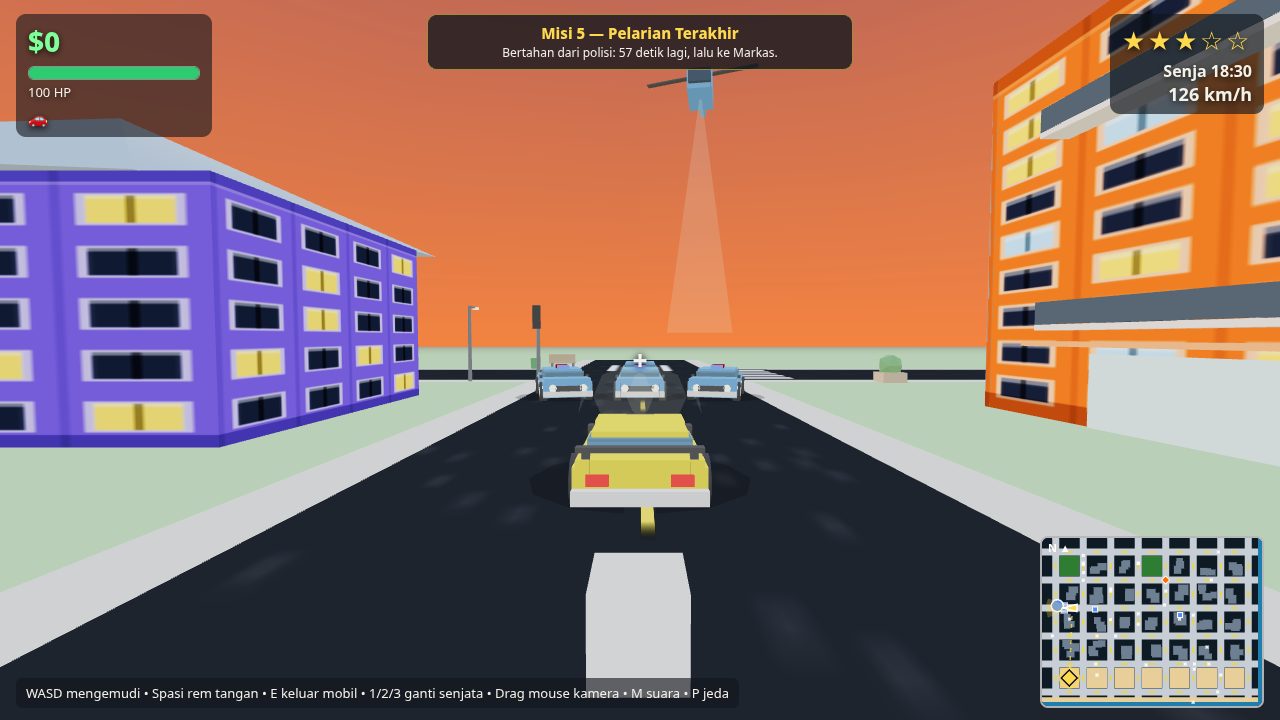 $0
100 HP
Misi 5 — Pelarian Terakhir
Bertahan dari polisi: 57 detik lagi, lalu ke Markas.
★★★☆☆
Senja 18:30
126 km/h
N ▲
WASD mengemudi • Spasi rem tangan • E keluar mobil • 1/2/3 ganti senjata • Drag mouse kamera • M suara • P jeda